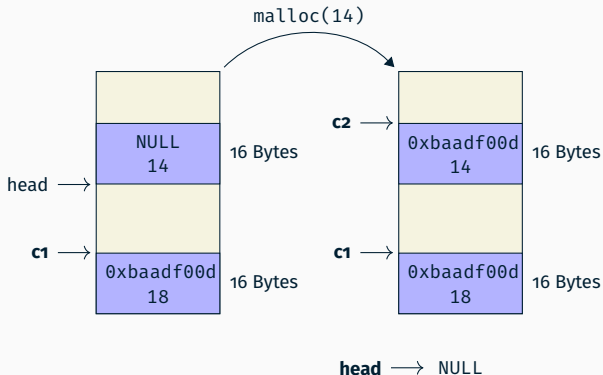 malloc(14)
NULL
14
16 Bytes
head
c1
0xbaadf00d
18
16 Bytes
c2
0xbaadf00d
14
16 Bytes
c1
0xbaadf00d
18
16 Bytes
head → NULL